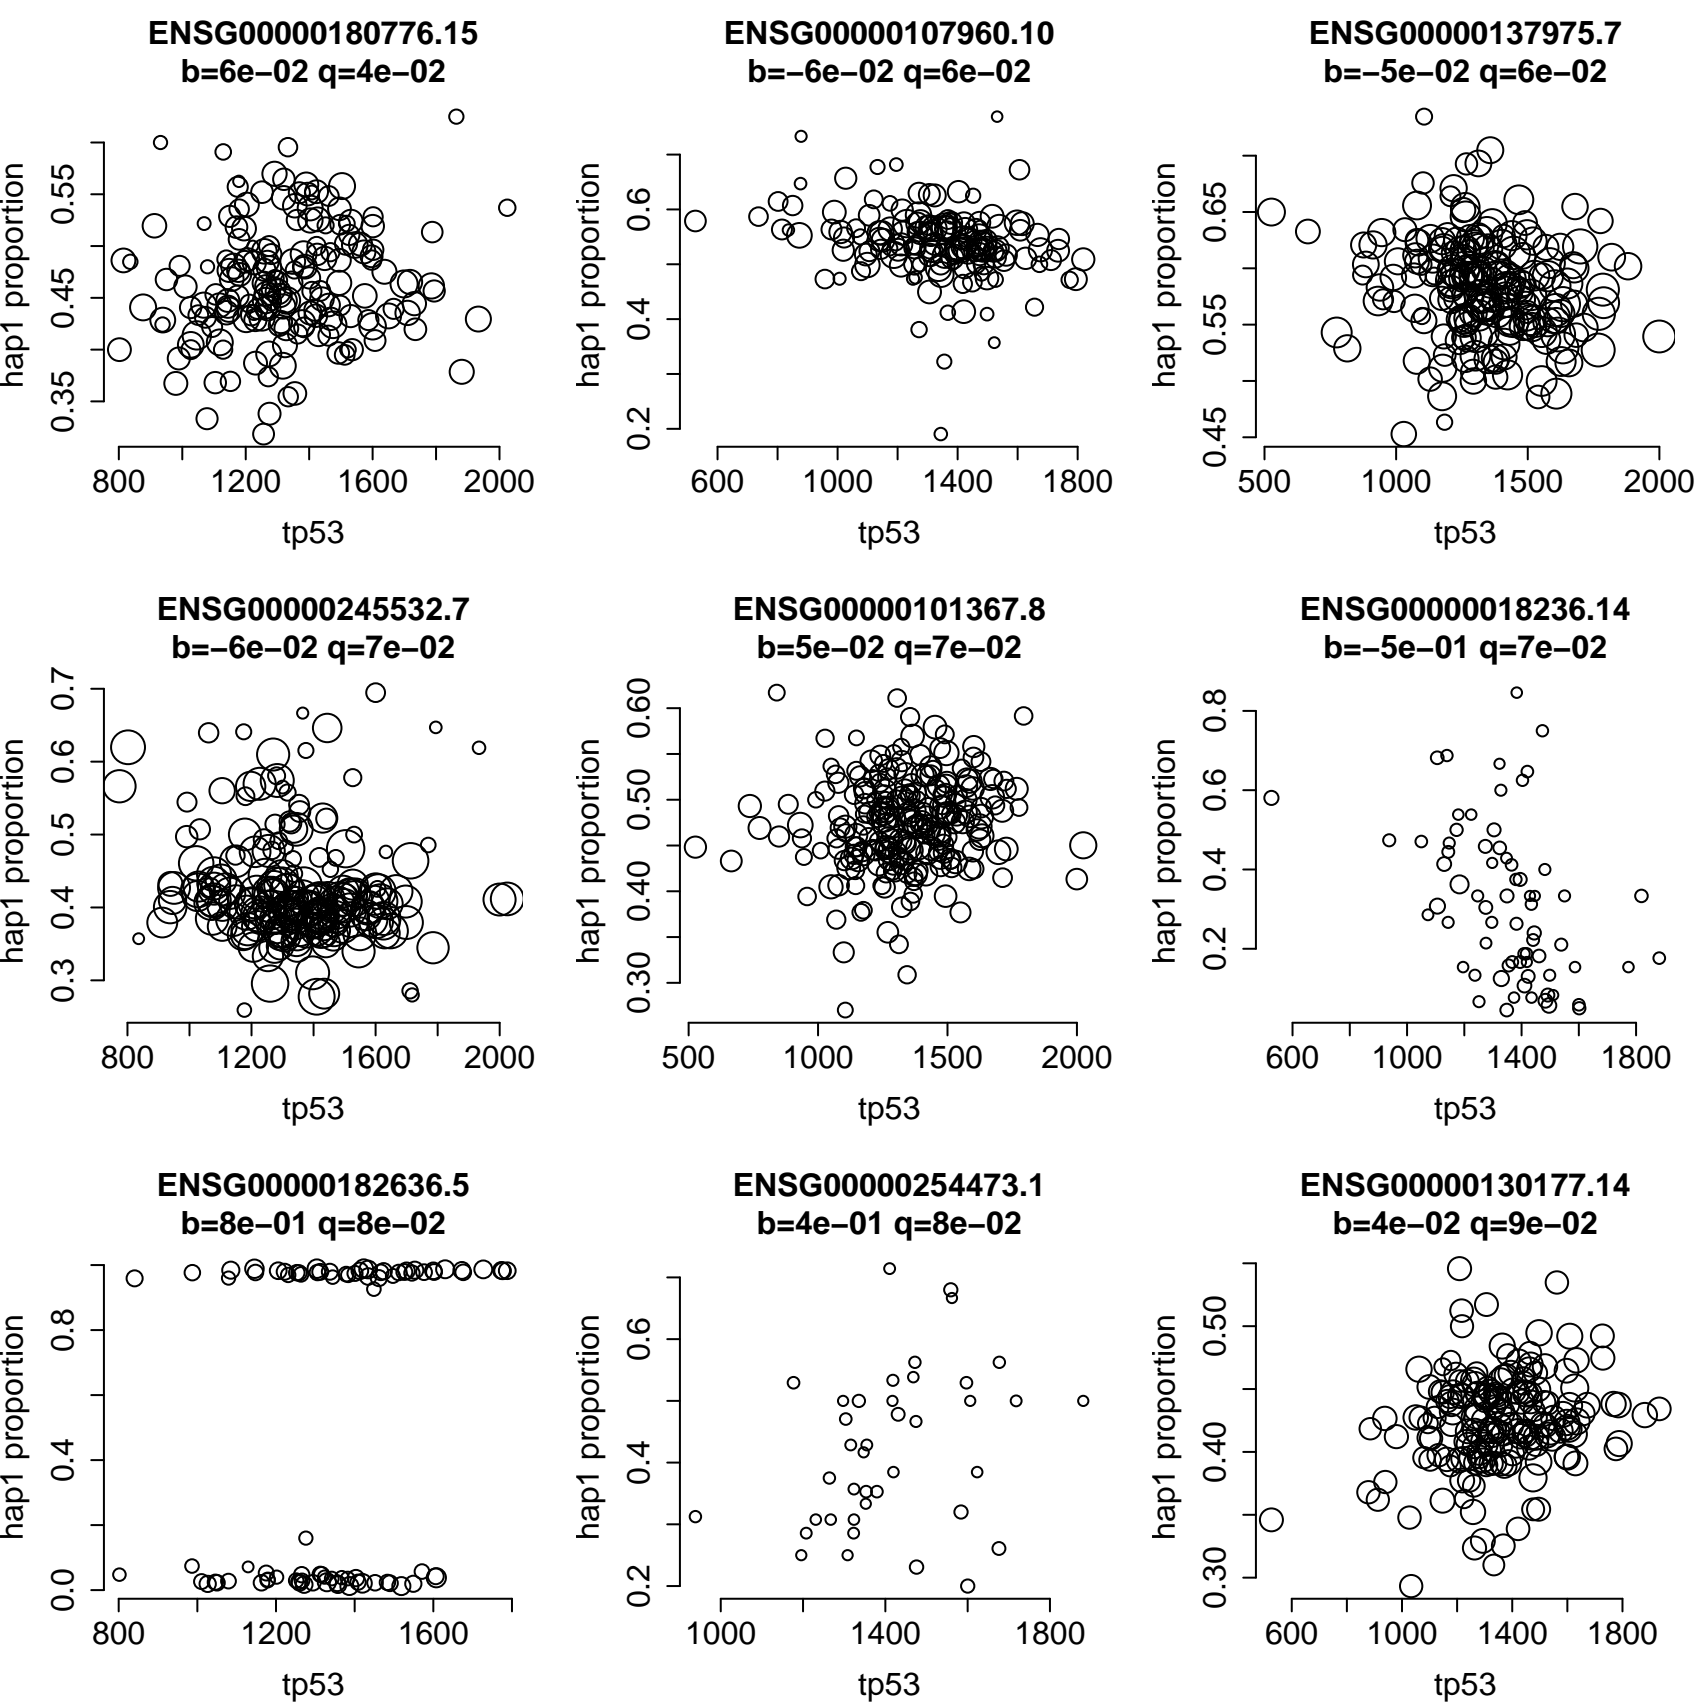 ENSG00000180776.15
b=6e−02 q=4e−02
hap1 proportion
0.35 0.45 0.55
800 1200 1600 2000
tp53
ENSG00000107960.10
b=−6e−02 q=6e−02
hap1 proportion
0.2 0.4 0.6
600 1000 1400 1800
tp53
ENSG00000137975.7
b=−5e−02 q=6e−02
hap1 proportion
0.45 0.55 0.65
500 1000 1500 2000
tp53
ENSG00000245532.7
b=−6e−02 q=7e−02
hap1 proportion
0.3 0.4 0.5 0.6 0.7
800 1200 1600 2000
tp53
ENSG00000101367.8
b=5e−02 q=7e−02
hap1 proportion
0.30 0.40 0.50 0.60
500 1000 1500 2000
tp53
ENSG00000018236.14
b=−5e−01 q=7e−02
hap1 proportion
0.2 0.4 0.6 0.8
600 1000 1400 1800
tp53
ENSG00000182636.5
b=8e−01 q=8e−02
hap1 proportion
0.0 0.4 0.8
800 1200 1600
tp53
ENSG00000254473.1
b=4e−01 q=8e−02
hap1 proportion
0.2 0.4 0.6
1000 1400 1800
tp53
ENSG00000130177.14
b=4e−02 q=9e−02
hap1 proportion
0.30 0.40 0.50
600 1000 1400 1800
tp53